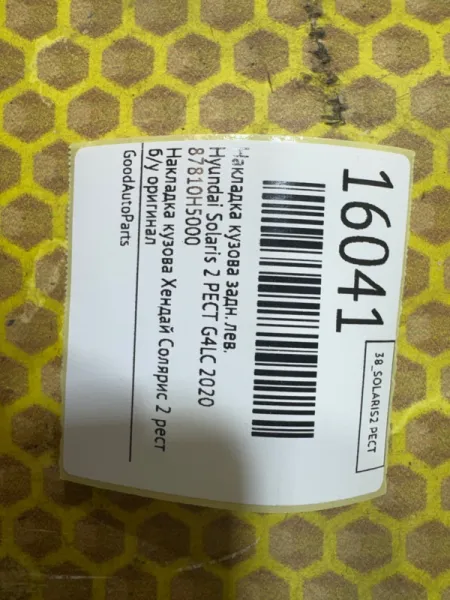 16041
38_SOLARIS2 РЕСТ
Накладка кузова задн. лев.
Hyundai Solaris 2 РЕСТ G4LC 2020
87810H5000
Накладка кузова Хендай Солярис 2 рест
б/у оригинал
GoodAutoParts